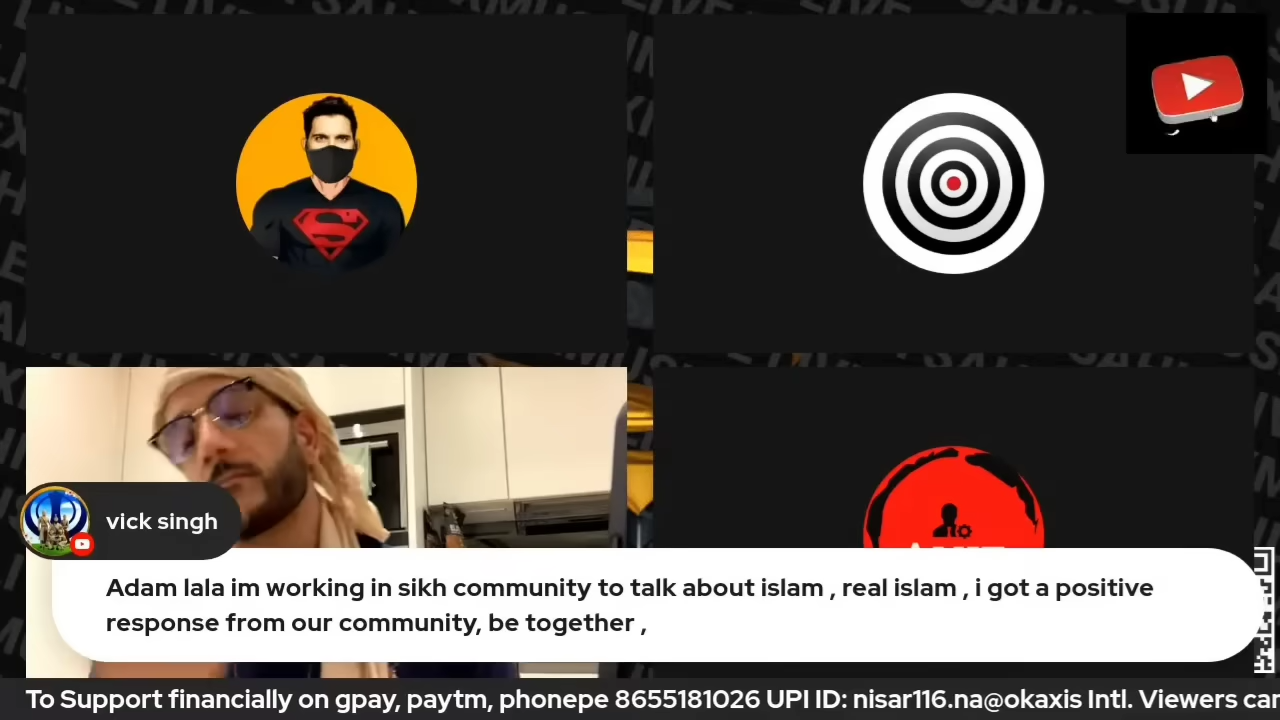 vick singh
Adam lala im working in sikh community to talk about islam , real islam , i got a positive
response from our community, be together ,
To Support financially on gpay, paytm, phonepe 8655181026 UPI ID: nisar116.na@okaxis Intl. Viewers car